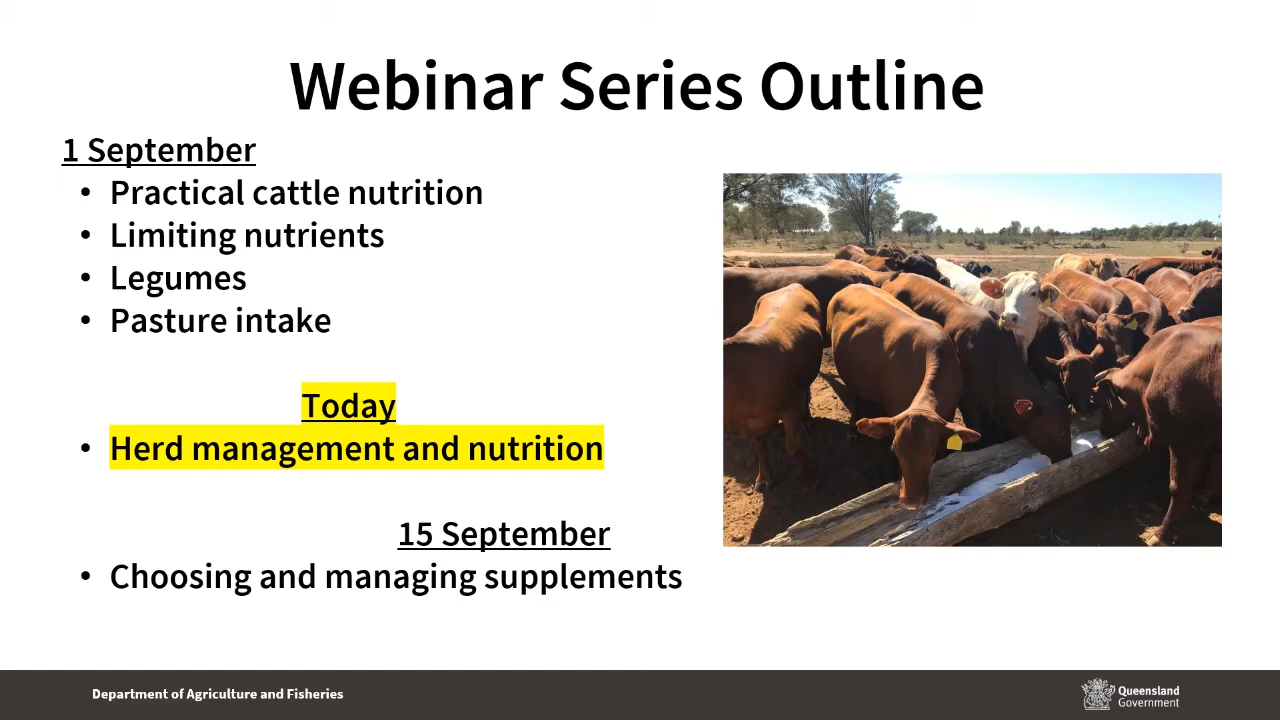 Webinar Series Outline
1 September
• Practical cattle nutrition
• Limiting nutrients
• Legumes
• Pasture intake
Today
• Herd management and nutrition
15 September
• Choosing and managing supplements
Department of Agriculture and Fisheries
Queensland
Government